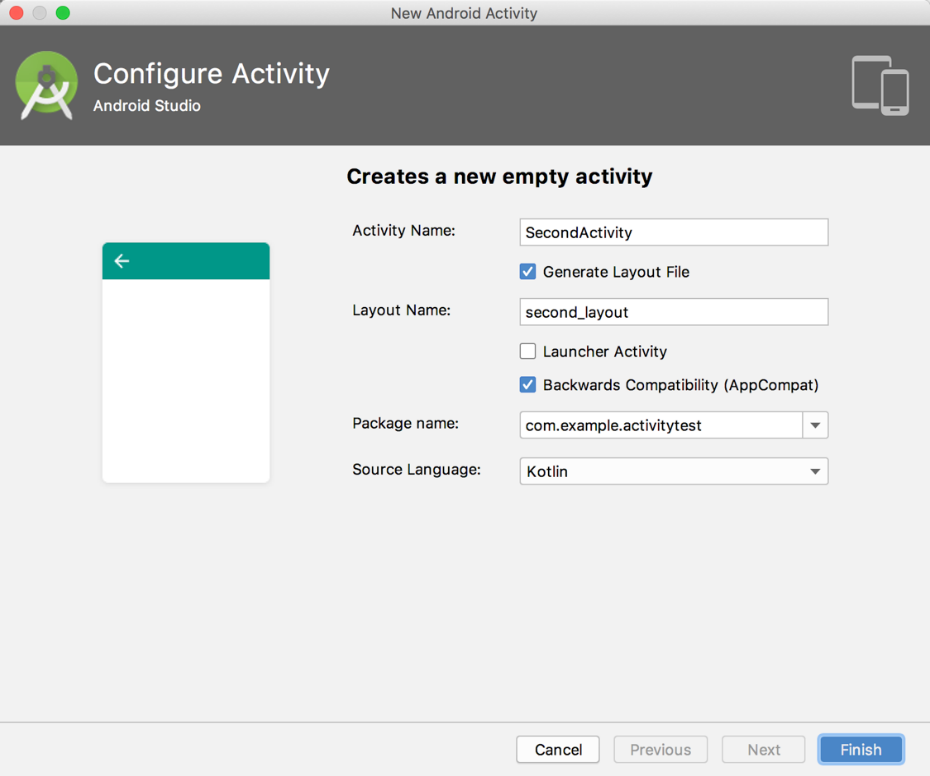 New Android Activity
Configure Activity
Android Studio
Creates a new empty activity
Activity Name: SecondActivity
Generate Layout File
Layout Name: second_layout
Launcher Activity
Backwards Compatibility (AppCompat)
Package name: com.example.activitytest
Source Language: Kotlin
Cancel Previous Next Finish